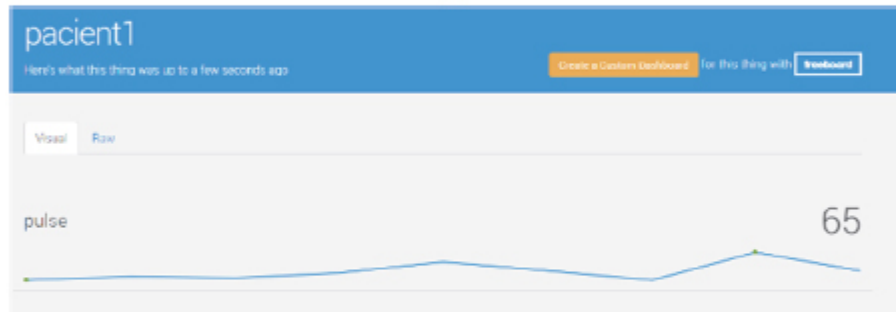 pacient1
Here's what this thing was up to a few seconds ago
Create a Custom Dashboard for this thing with freeboard
Visual Raw
pulse 65